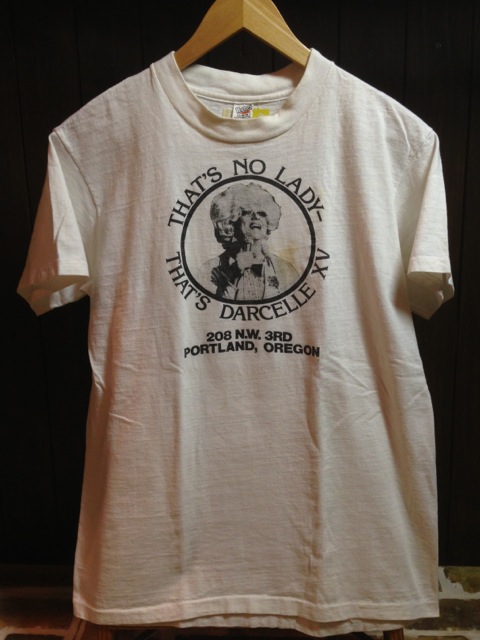 THAT'S NO LADY-
THAT'S DARCELLE XV
208 N.W. 3RD
PORTLAND, OREGON